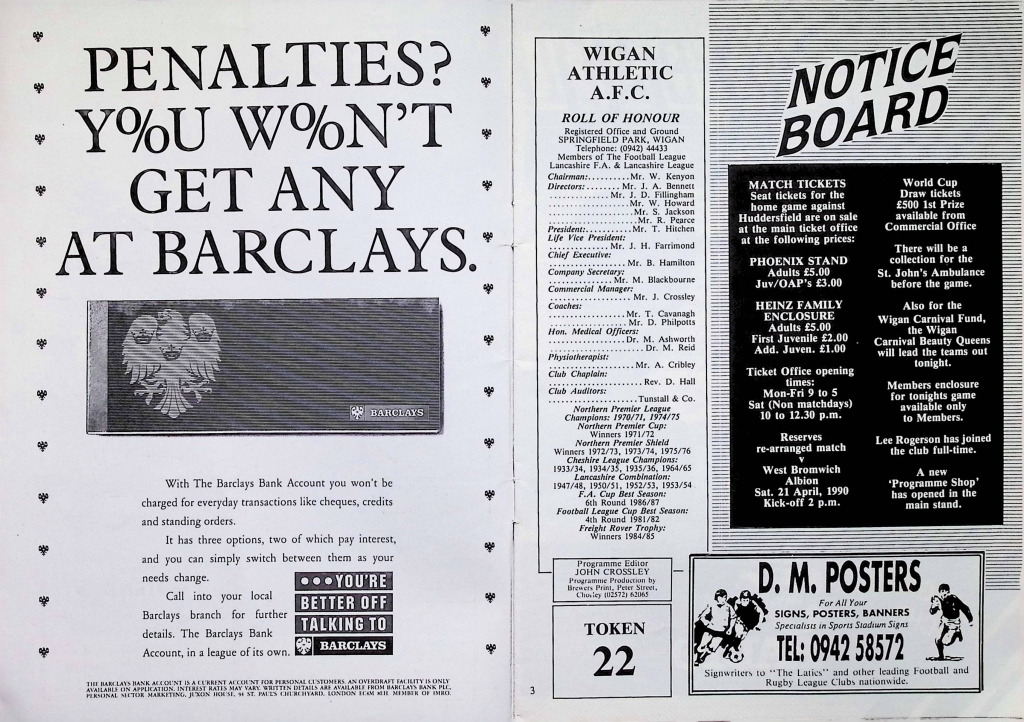 PENALTIES?
Y%U W%N'T
GET ANY
AT BARCLAYS.
BARCLAYS
With The Barclays Bank Account you won't be
charged for everyday transactions like cheques, credits
and standing orders.
It has three options, two of which pay interest,
and you can simply switch between them as your
needs change.
Call into your local
Barclays branch for further
details. The Barclays Bank
Account, in a league of its own.
●●●YOU'RE
BETTER OFF
TALKING TO
BARCLAYS
THE BARCLAYS BANK ACCOUNT IS A CURRENT ACCOUNT FOR PERSONAL CUSTOMERS. AN OVERDRAFT FACILITY IS ONLY
AVAILABLE ON APPLICATION. INTEREST RATES MAY VARY. WRITTEN DETAILS ARE AVAILABLE FROM BARCLAYS BANK PLC,
PERSONAL SECTOR MARKETING, JUXON HOUSE, 94 ST. PAUL'S CHURCHYARD, LONDON EC4M 8EH. MEMBER OF IMRO.
WIGAN
ATHLETIC
A.F.C.
ROLL OF HONOUR
Registered Office and Ground
SPRINGFIELD PARK, WIGAN
Telephone: (0942) 44433
Members of The Football League
Lancashire F.A. & Lancashire League
Chairman:..........Mr. W. Kenyon
Directors:........Mr. J. A. Bennett
..............Mr. J. D. Fillingham
...................Mr. W. Howard
....................Mr. S. Jackson
.....................Mr. R. Pearce
President:..........Mr. T. Hitchen
Life Vice President:
..............Mr. J. H. Farrimond
Chief Executive:
..................Mr. B. Hamilton
Company Secretary:
...............Mr. M. Blackbourne
Commercial Manager:
....................Mr. J. Crossley
Coaches:
..................Mr. T. Cavanagh
...................Mr. D. Philpotts
Hon. Medical Officers:
..................Dr. M. Ashworth
.......................Dr. M. Reid
Physiotherapist:
....................Mr. A. Cribley
Club Chaplain:
.......................Rev. D. Hall
Club Auditors:
.....................Tunstall & Co.
Northern Premier League
Champions: 1970/71, 1974/75
Northern Premier Cup:
Winners 1971/72
Northern Premier Shield
Winners 1972/73, 1973/74, 1975/76
Cheshire League Champions:
1933/34, 1934/35, 1935/36, 1964/65
Lancashire Combination:
1947/48, 1950/51, 1952/53, 1953/54
F.A. Cup Best Season:
6th Round 1986/87
Football League Cup Best Season:
4th Round 1981/82
Freight Rover Trophy:
Winners 1984/85
Programme Editor
JOHN CROSSLEY
Programme Production by
Brewers Print, Peter Street,
Chorley (02572) 62065
TOKEN
22
3
NOTICE
BOARD
MATCH TICKETS
Seat tickets for the
home game against
Huddersfield are on sale
at the main ticket office
at the following prices:
PHOENIX STAND
Adults £5.00
Juv/OAP's £3.00
HEINZ FAMILY
ENCLOSURE
Adults £5.00
First Juvenile £2.00
Add. Juven. £1.00
Ticket Office opening
times:
Mon-Fri 9 to 5
Sat (Non matchdays)
10 to 12.30 p.m.
Reserves
re-arranged match
v
West Bromwich
Albion
Sat. 21 April, 1990
Kick-off 2 p.m.
World Cup
Draw tickets
£500 1st Prize
available from
Commercial Office
There will be a
collection for the
St. John's Ambulance
before the game.
Also for the
Wigan Carnival Fund,
the Wigan
Carnival Beauty Queens
will lead the teams out
tonight.
Members enclosure
for tonights game
available only
to Members.
Lee Rogerson has joined
the club full-time.
A new
'Programme Shop'
has opened in the
main stand.
D. M. POSTERS
For All Your
SIGNS, POSTERS, BANNERS
Specialists in Sports Stadium Signs
TEL: 0942 58572
Signwriters to "The Latics" and other leading Football and
Rugby League Clubs nationwide.